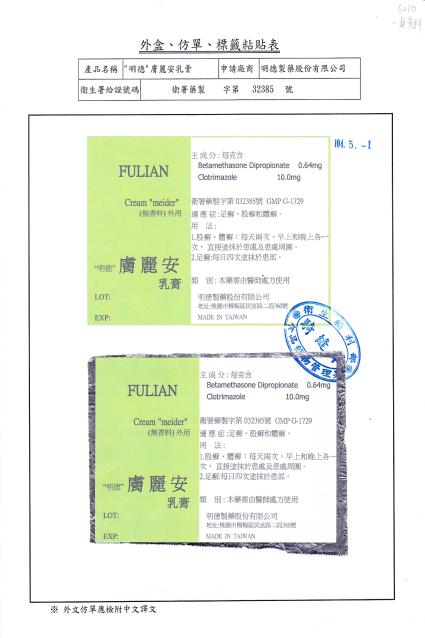 外盒、仿單、標籤粘貼表
產品名稱 "明德"膚麗安乳膏 申請廠商 明德製藥股份有限公司
衛生署給證號碼 衛署藥製 字第 32385 號
104.5.-1
FULIAN
Cream "meider"
(無香料)外用
"明德" 膚麗安
乳膏
LOT:
EXP:
主成分:每克含
Betamethasone Dipropionate 0.64mg
Clotrimazole 10.0mg
衛署藥製字第 032385號 GMP G-1729
適應症:足癬、股癬和體癬。
用 法:
1.股癬、體癬:每天兩次,早上和晚上各一
次,直接塗抹於患處及患處周圍。
2.足癬:每日四次塗抹於患部。
類 別:本藥需由醫師處方使用
明德製藥股份有限公司
地址:桃園市楊梅區民富路二段360號
MADE IN TAIWAN
FULIAN
Cream "meider"
(無香料)外用
"明德" 膚麗安
乳膏
LOT:
EXP:
主成分:每克含
Betamethasone Dipropionate 0.64mg
Clotrimazole 10.0mg
衛署藥製字第 032385號 GMP G-1729
適應症:足癬、股癬和體癬。
用 法:
1.股癬、體癬:每天兩次,早上和晚上各一
次,直接塗抹於患處及患處周圍。
2.足癬:每日四次塗抹於患部。
類 別:本藥需由醫師處方使用
明德製藥股份有限公司
地址:桃園市楊梅區民富路二段360號
MADE IN TAIWAN
※ 外文仿單應檢附中文譯文